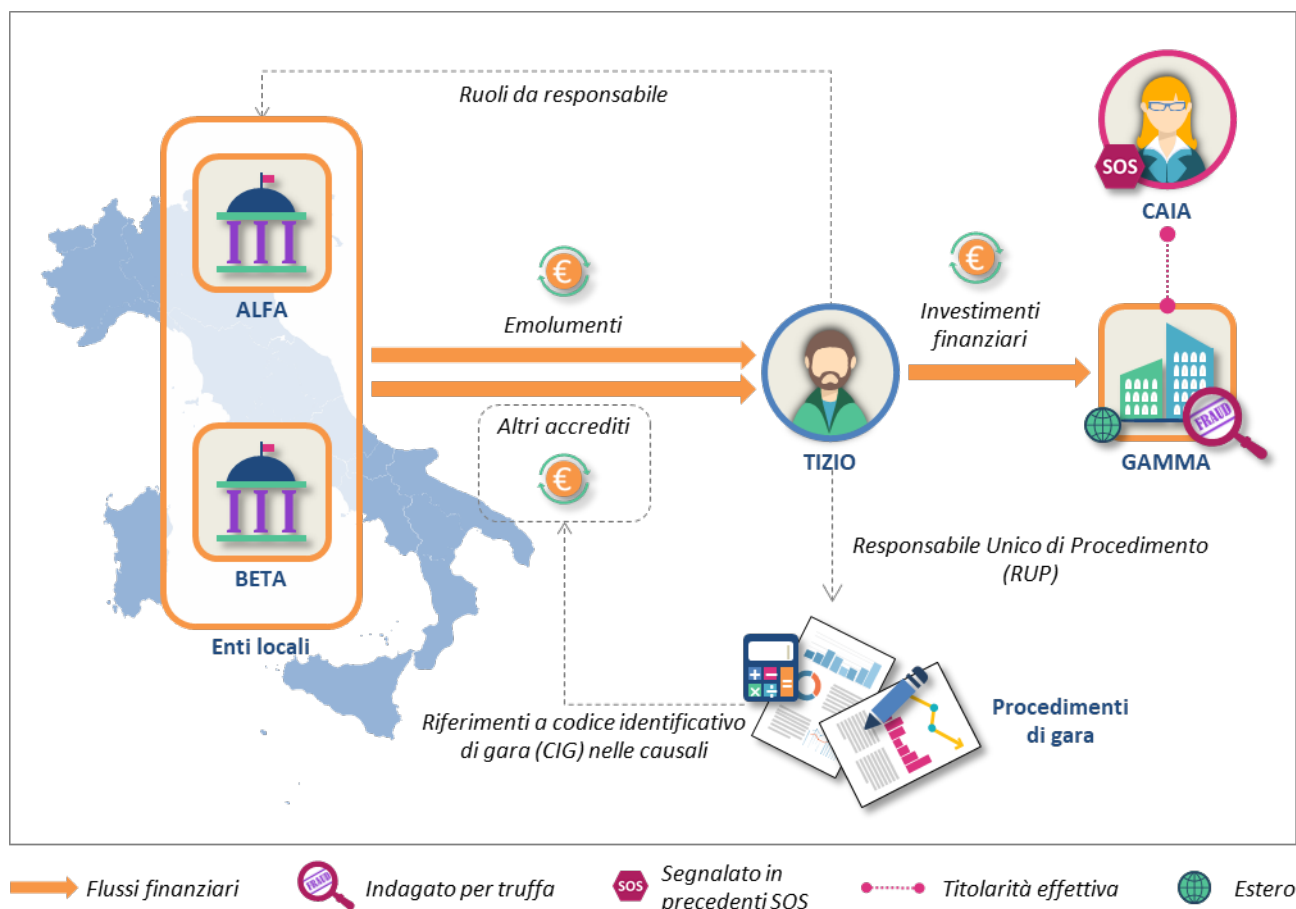 Ruoli da responsabile
SOS
CAIA
ALFA
€
Emolumenti
€
Investimenti
finanziari
Altri accrediti
€
TIZIO
FRAUD
GAMMA
BETA
Enti locali
Responsabile Unico di Procedimento
(RUP)
Riferimenti a codice identificativo
di gara (CIG) nelle causali
Procedimenti
di gara
Flussi finanziari
FRAUD
Indagato per truffa
SOS
Segnalato in
precedenti SOS
Titolarità effettiva
Estero